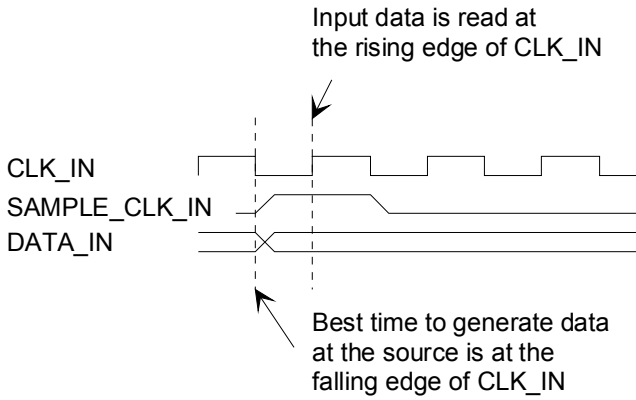 Input data is read at
the rising edge of CLK_IN
CLK_IN
SAMPLE_CLK_IN
DATA_IN
Best time to generate data
at the source is at the
falling edge of CLK_IN